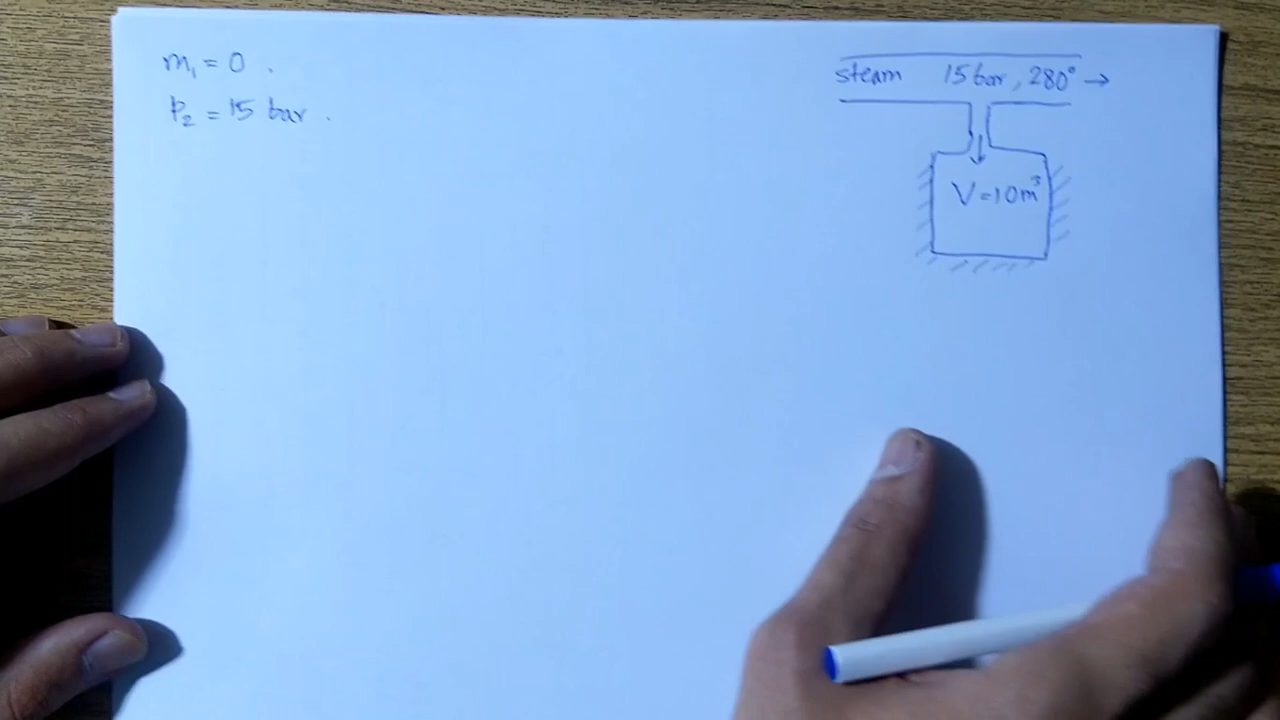 m₁ = 0 .
P₂ = 15 bar .
steam 15 bar, 280° →
V = 10m³